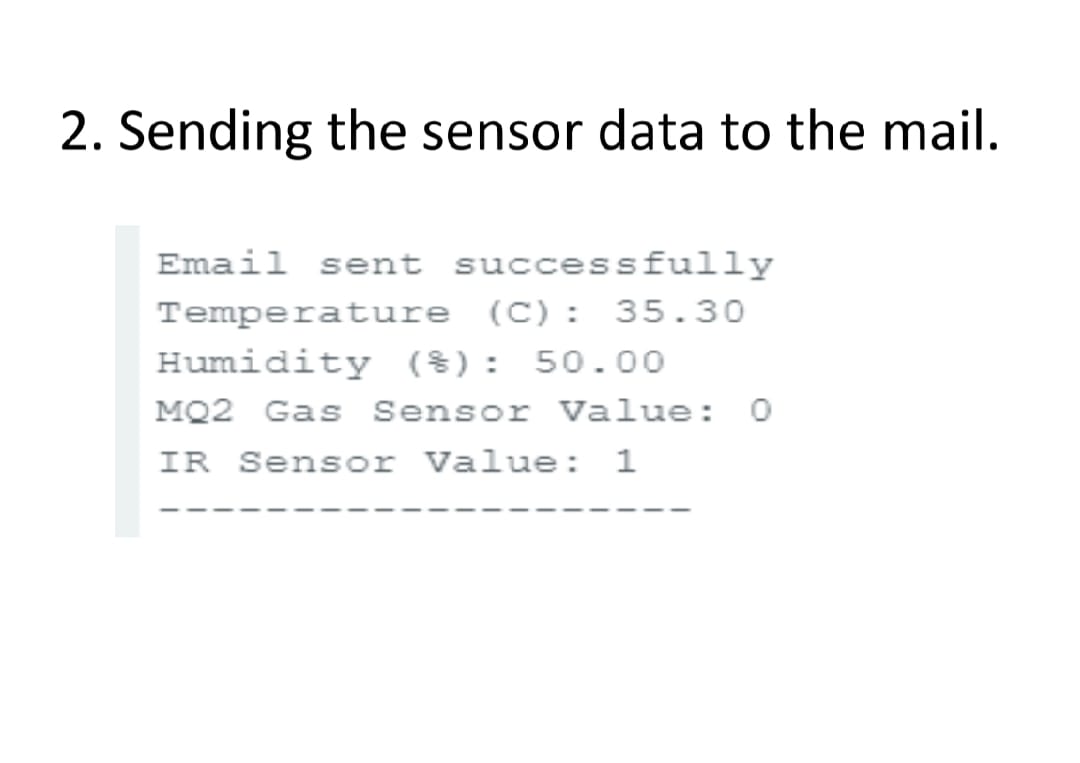 2. Sending the sensor data to the mail.
Email sent successfully
Temperature (C): 35.30
Humidity (%): 50.00
MQ2 Gas Sensor Value: 0
IR Sensor Value: 1
--------------------